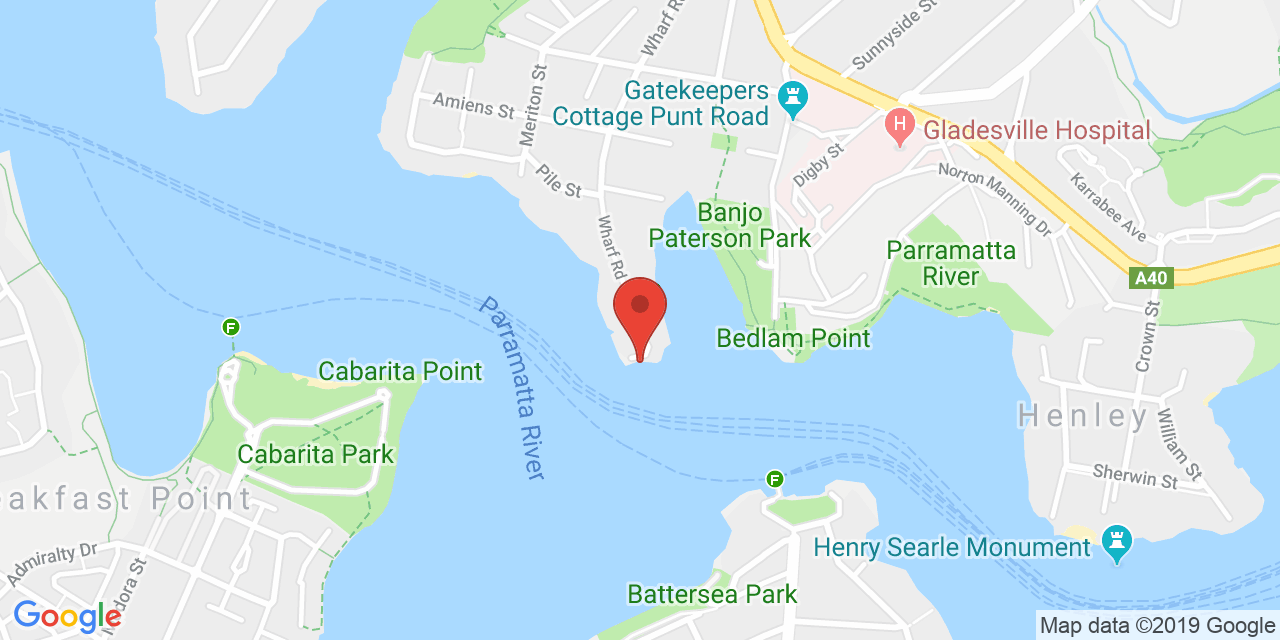 Sunnyside St
Wharf Rd
Meriton St
Amiens St
Gatekeepers
Cottage Punt Road
H
Gladesville Hospital
Digby St
Pile St
Norton Manning Dr
Karrabee Ave
Banjo
Paterson Park
Wharf Rd
Parramatta
River
A40
F
Parramatta River
Bedlam Point
Crown St
Cabarita Point
Henley
William St
Cabarita Park
Sherwin St
F
eakfast Point
Henry Searle Monument
Admiralty Dr
Battersea Park
Google
Map data ©2019 Google